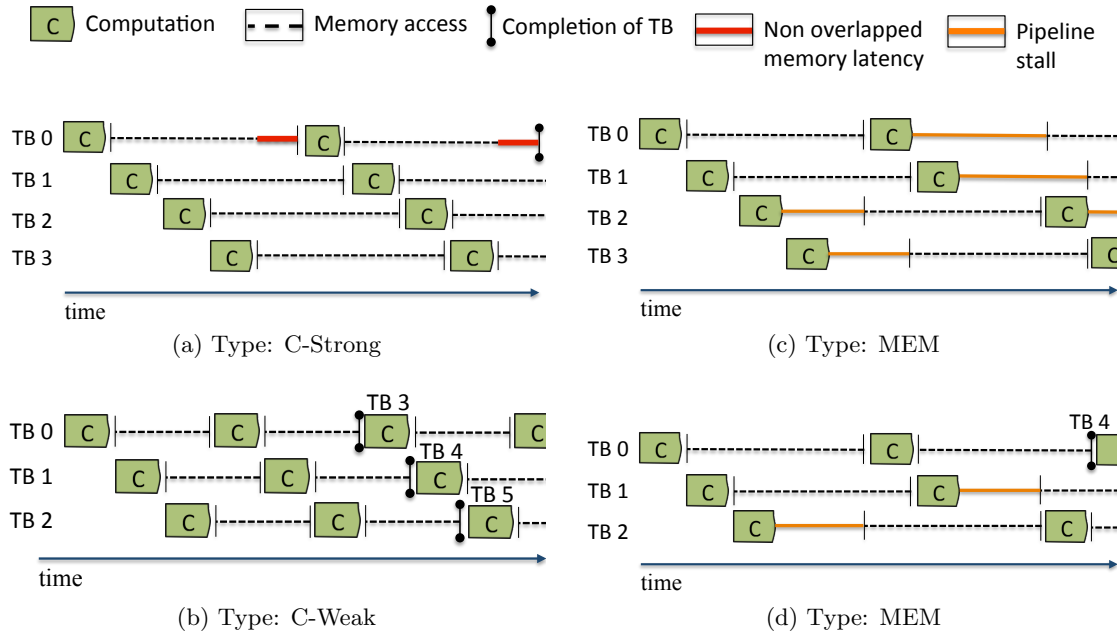 C Computation
Memory access
Completion of TB
Non overlapped
memory latency
Pipeline
stall
TB 0 C C
TB 1 C C
TB 2 C C
TB 3 C C
time
(a) Type: C-Strong
TB 0 C C
TB 1 C C
TB 2 C C
TB 3 C C
time
(c) Type: MEM
TB 3
TB 0 C C C C
TB 4
TB 1 C C C
TB 5
TB 2 C C C
time
(b) Type: C-Weak
TB 4
TB 0 C C
TB 1 C C
TB 2 C C
time
(d) Type: MEM